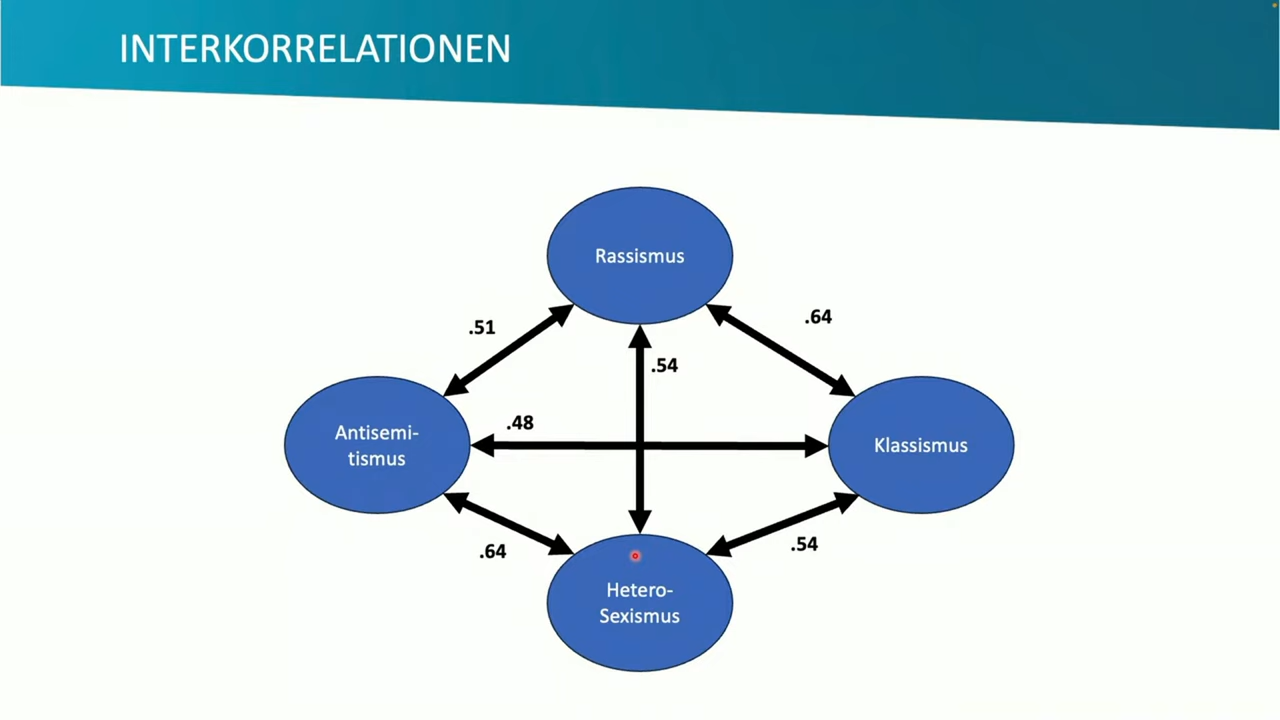 INTERKORRELATIONEN
Rassismus
.51
.64
.54
.48
Antisemi-
tismus
Klassismus
.64
.54
Hetero-
Sexismus